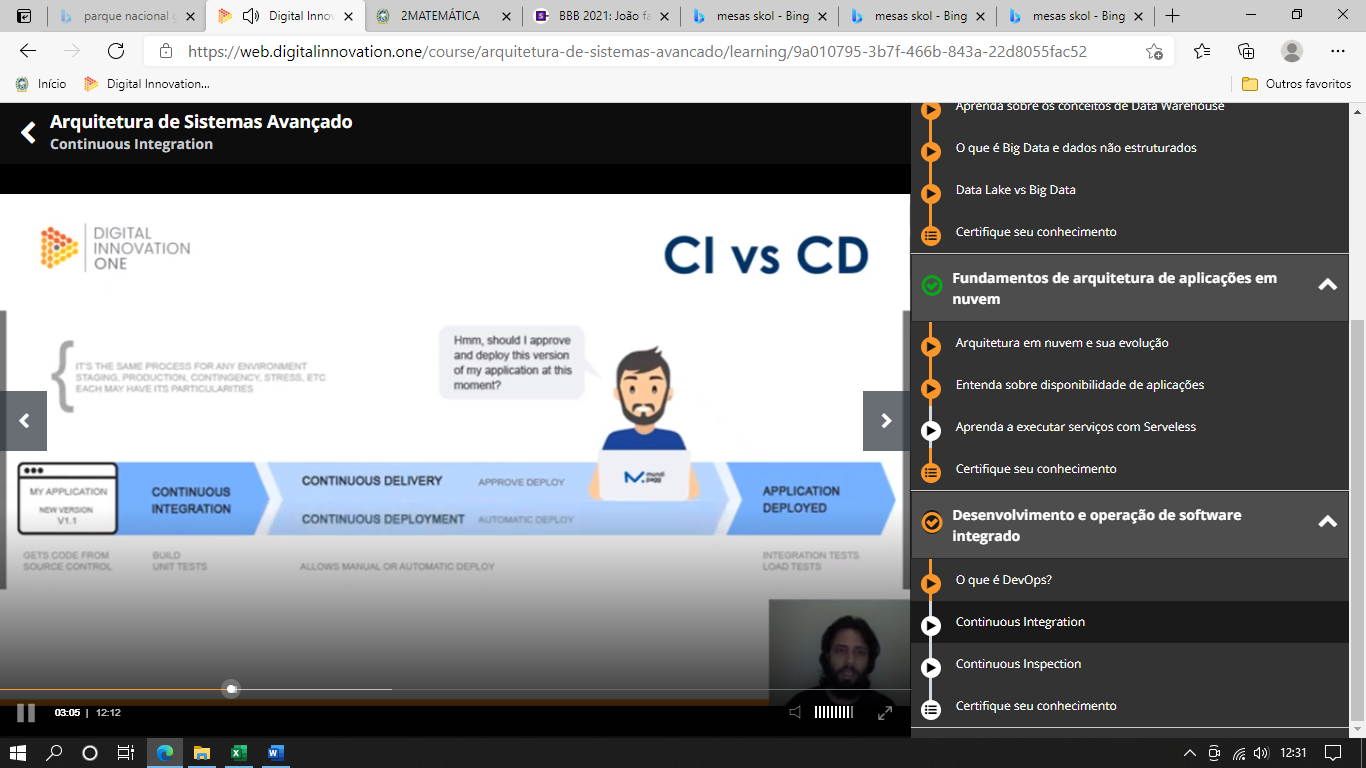 parque nacional g
Digital Innov
2MATEMÁTICA
BBB 2021: João fa
mesas skol - Bing
mesas skol - Bing
mesas skol - Bing
https://web.digitalinnovation.one/course/arquitetura-de-sistemas-avancado/learning/9a010795-3b7f-466b-843a-22d8055fac52
Início
Digital Innovation...
Outros favoritos
Arquitetura de Sistemas Avançado
Continuous Integration
DIGITAL
INNOVATION
ONE
CI vs CD
IT'S THE SAME PROCESS FOR ANY ENVIRONMENT
STAGING, PRODUCTION, CONTINGENCY, STRESS, ETC
EACH MAY HAVE ITS PARTICULARITIES
Hmm, should I approve
and deploy this version
of my application at this
moment?
mundi
pagg
MY APPLICATION
NEW VERSION
V1.1
CONTINUOUS
INTEGRATION
CONTINUOUS DELIVERY
APPROVE DEPLOY
CONTINUOUS DEPLOYMENT
AUTOMATIC DEPLOY
APPLICATION
DEPLOYED
GETS CODE FROM
SOURCE CONTROL
BUILD
UNIT TESTS
ALLOWS MANUAL OR AUTOMATIC DEPLOY
INTEGRATION TESTS
LOAD TESTS
03:05 | 12:12
Aprenda sobre os conceitos de Data Warehouse
O que é Big Data e dados não estruturados
Data Lake vs Big Data
Certifique seu conhecimento
Fundamentos de arquitetura de aplicações em
nuvem
Arquitetura em nuvem e sua evolução
Entenda sobre disponibilidade de aplicações
Aprenda a executar serviços com Serveless
Certifique seu conhecimento
Desenvolvimento e operação de software
integrado
O que é DevOps?
Continuous Integration
Continuous Inspection
Certifique seu conhecimento
12:31